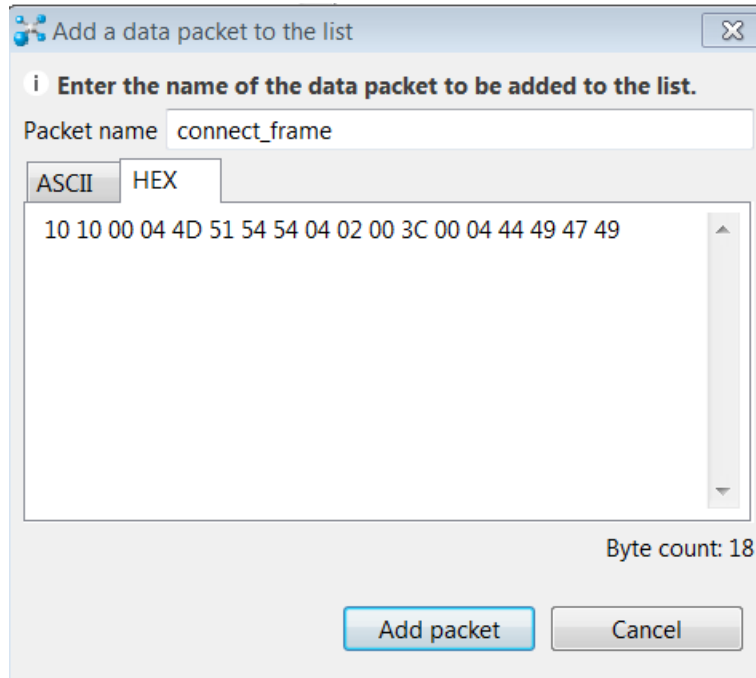 Add a data packet to the list
i Enter the name of the data packet to be added to the list.
Packet name connect_frame
ASCII HEX
10 10 00 04 4D 51 54 54 04 02 00 3C 00 04 44 49 47 49
Byte count: 18
Add packet Cancel